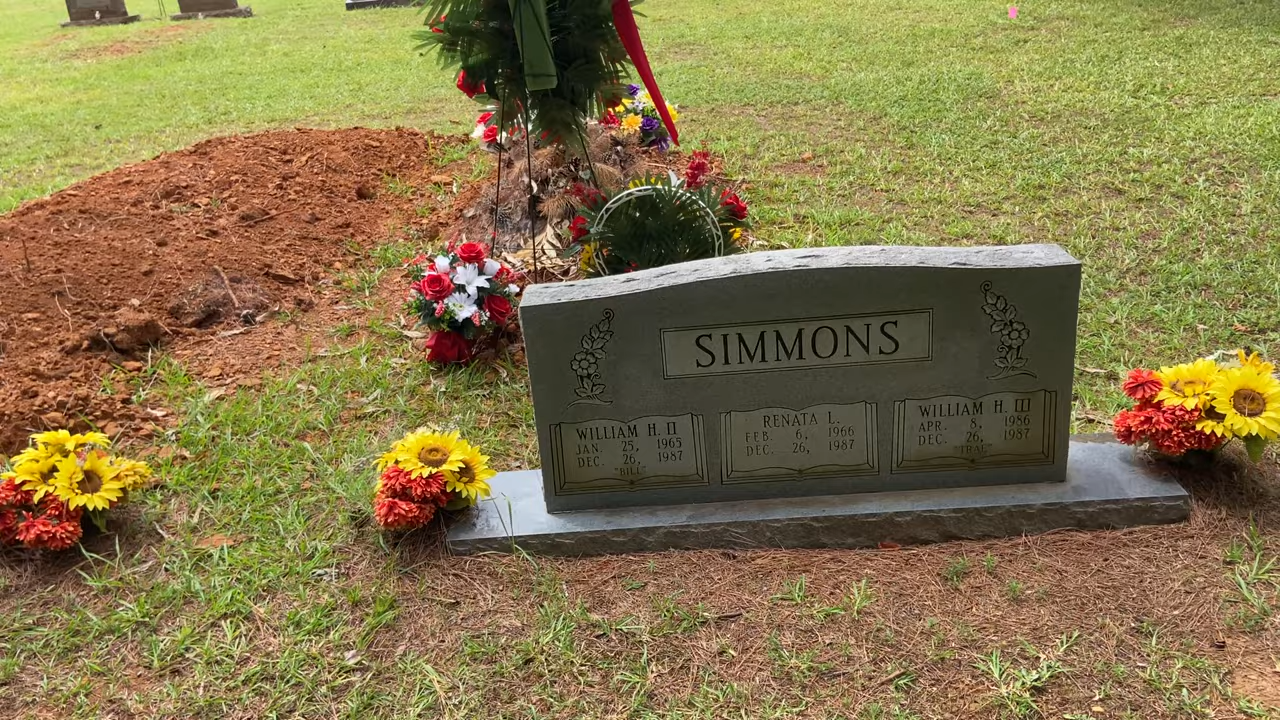 SIMMONS
WILLIAM H. II
JAN. 25, 1965
DEC. 26, 1987
"BILL"
RENATA L.
FEB. 6, 1966
DEC. 26, 1987
WILLIAM H. III
APR. 8, 1986
DEC. 26, 1987
"TRAE"